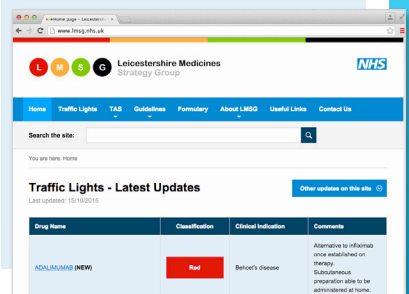 Home page - Leicestershir
www.lmsg.nhs.uk
L M S G
Leicestershire Medicines
Strategy Group
NHS
Home Traffic Lights TAS Guidelines Formulary About LMSG Useful Links Contact Us
Search the site:
You are here: Home
Traffic Lights - Latest Updates
Other updates on this site
Last updated: 15/10/2015
Drug Name Classification Clinical Indication Comments
ADALIMUMAB (NEW)
Red
Behcet's disease
Alternative to infliximab
once established on
therapy.
Subcutaneous
preparation able to be
administered at home.